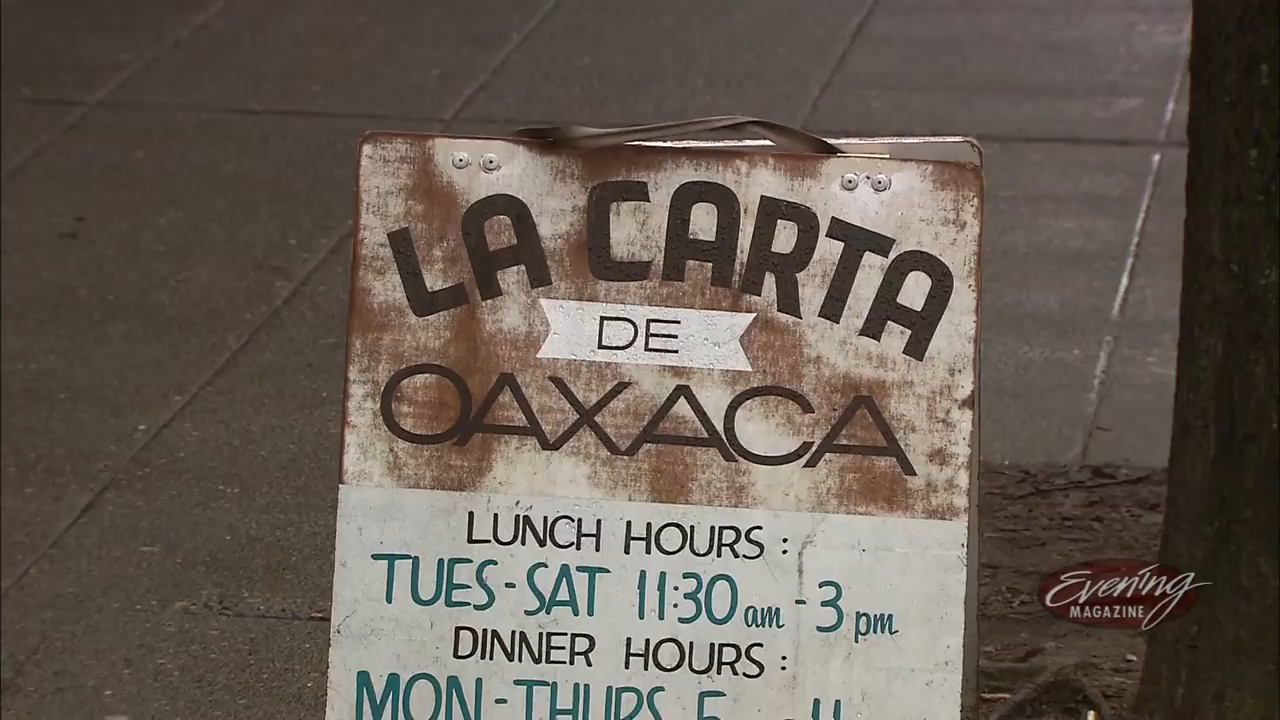 LA CARTA
DE
OAXACA
LUNCH HOURS :
TUES-SAT 11:30 am - 3 pm
DINNER HOURS :
MON-THURS 5 - 11
Evening
MAGAZINE